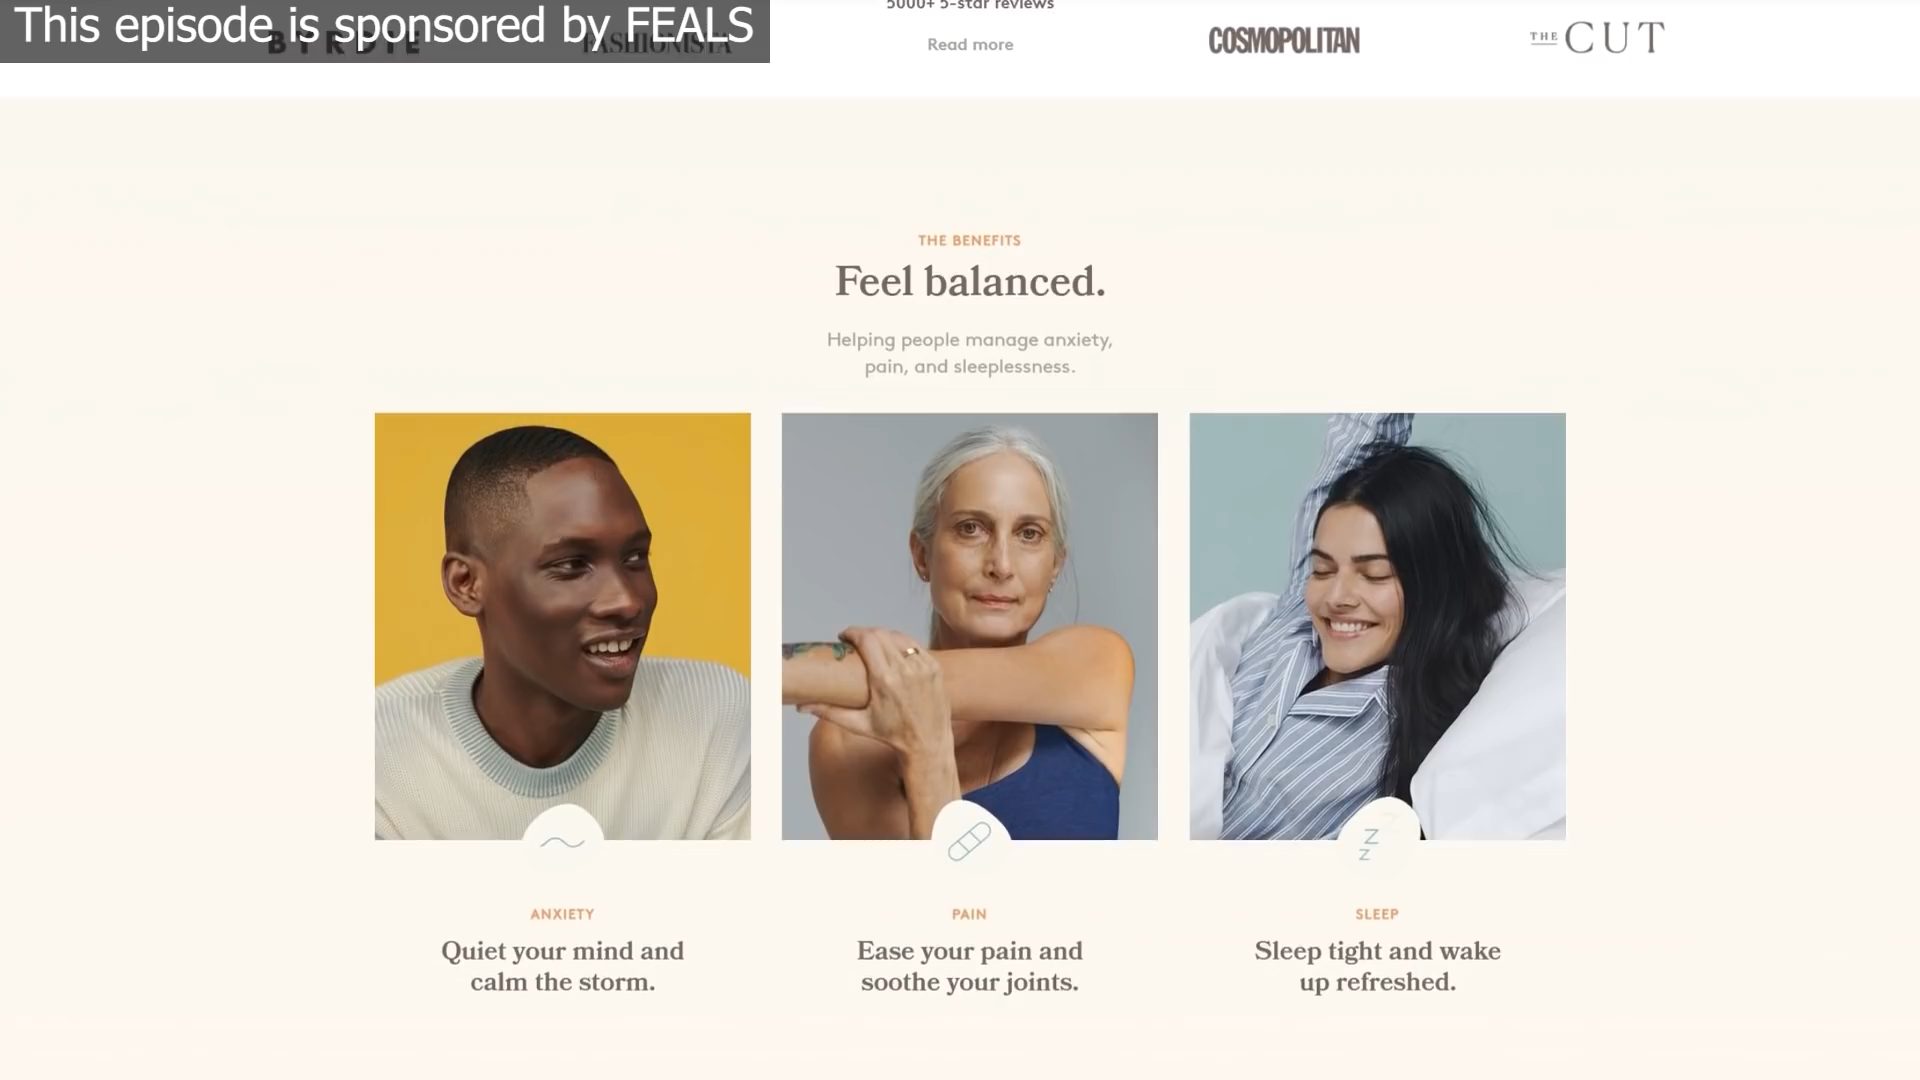 This episode is sponsored by FEALS
BYRDIE
FASHIONISTA
5000+ 5-star reviews
Read more
COSMOPOLITAN
THE CUT
THE BENEFITS
Feel balanced.
Helping people manage anxiety,
pain, and sleeplessness.
Z
Z
ANXIETY
Quiet your mind and
calm the storm.
PAIN
Ease your pain and
soothe your joints.
SLEEP
Sleep tight and wake
up refreshed.